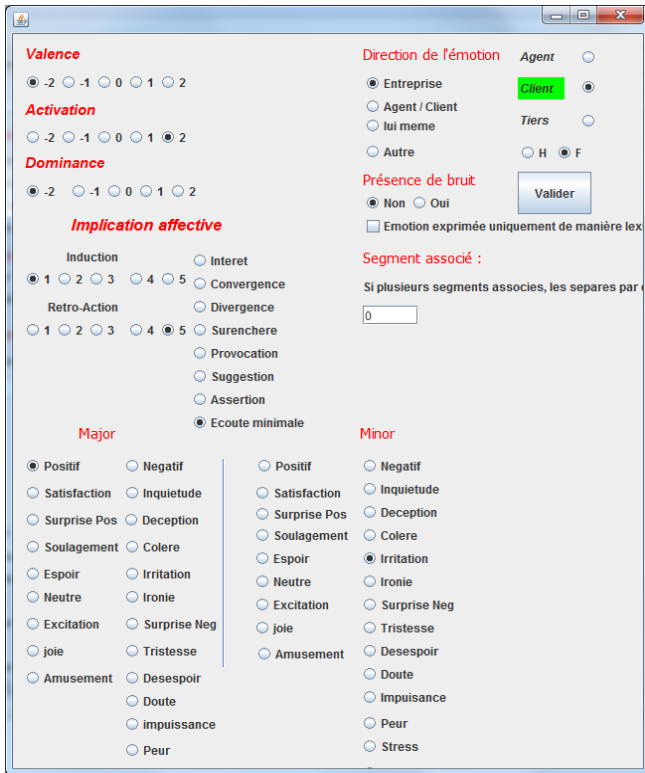 Valence
-2 -1 0 1 2
Activation
-2 -1 0 1 2
Dominance
-2 -1 0 1 2
Implication affective
Induction
1 2 3 4 5
Retro-Action
1 2 3 4 5
Interet
Convergence
Divergence
Surenchere
Provocation
Suggestion
Assertion
Ecoute minimale
Direction de l'émotion
Entreprise
Agent / Client
lui meme
Autre
Agent
Client
Tiers
H F
Présence de bruit
Non Oui
Valider
Emotion exprimée uniquement de manière lex
Segment associé :
Si plusieurs segments associes, les separes par
0
Major
Positif Negatif
Satisfaction Inquietude
Surprise Pos Deception
Soulagement Colere
Espoir Irritation
Neutre Ironie
Excitation Surprise Neg
joie Tristesse
Amusement Desespoir
Doute
impuissance
Peur
Minor
Positif Negatif
Satisfaction Inquietude
Surprise Pos Deception
Soulagement Colere
Espoir Irritation
Neutre Ironie
Excitation Surprise Neg
joie Tristesse
Amusement Desespoir
Doute
Impuisance
Peur
Stress